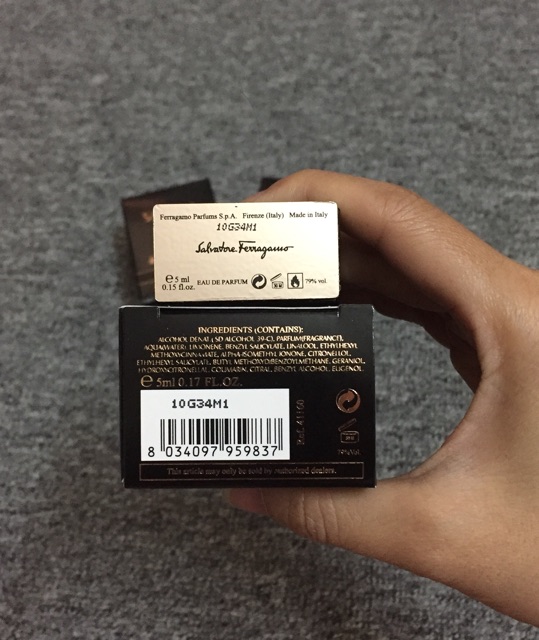 Ferragamo Parfums S.p.A. Firenze (Italy) Made in Italy
10G34M1
Salvatore Ferragamo
℮ 5 ml
0.15 fl.oz.
EAU DE PARFUM
79% vol
INGREDIENTS (CONTAINS):
ALCOHOL DENAT. (SD ALCOHOL 39-C), PARFUM(FRAGRANCE),
AQUA(WATER), LIMONENE, BENZYL SALICYLATE, LINALOOL, ETHYLHEXYL
METHOXYCINNAMATE, ALPHA-ISOMETHYL IONONE, CITRONELLOL,
ETHYLHEXYL SALICYLATE, BUTYL METHOXYDIBENZOYLMETHANE, GERANIOL,
HYDROXYCITRONELLAL, COUMARIN, CITRAL, BENZYL ALCOHOL, EUGENOL.
℮ 5ml 0.17 FL.OZ.
10G34M1
8 034097 959837
79%Vol.
This article may only be sold by authorized dealers.